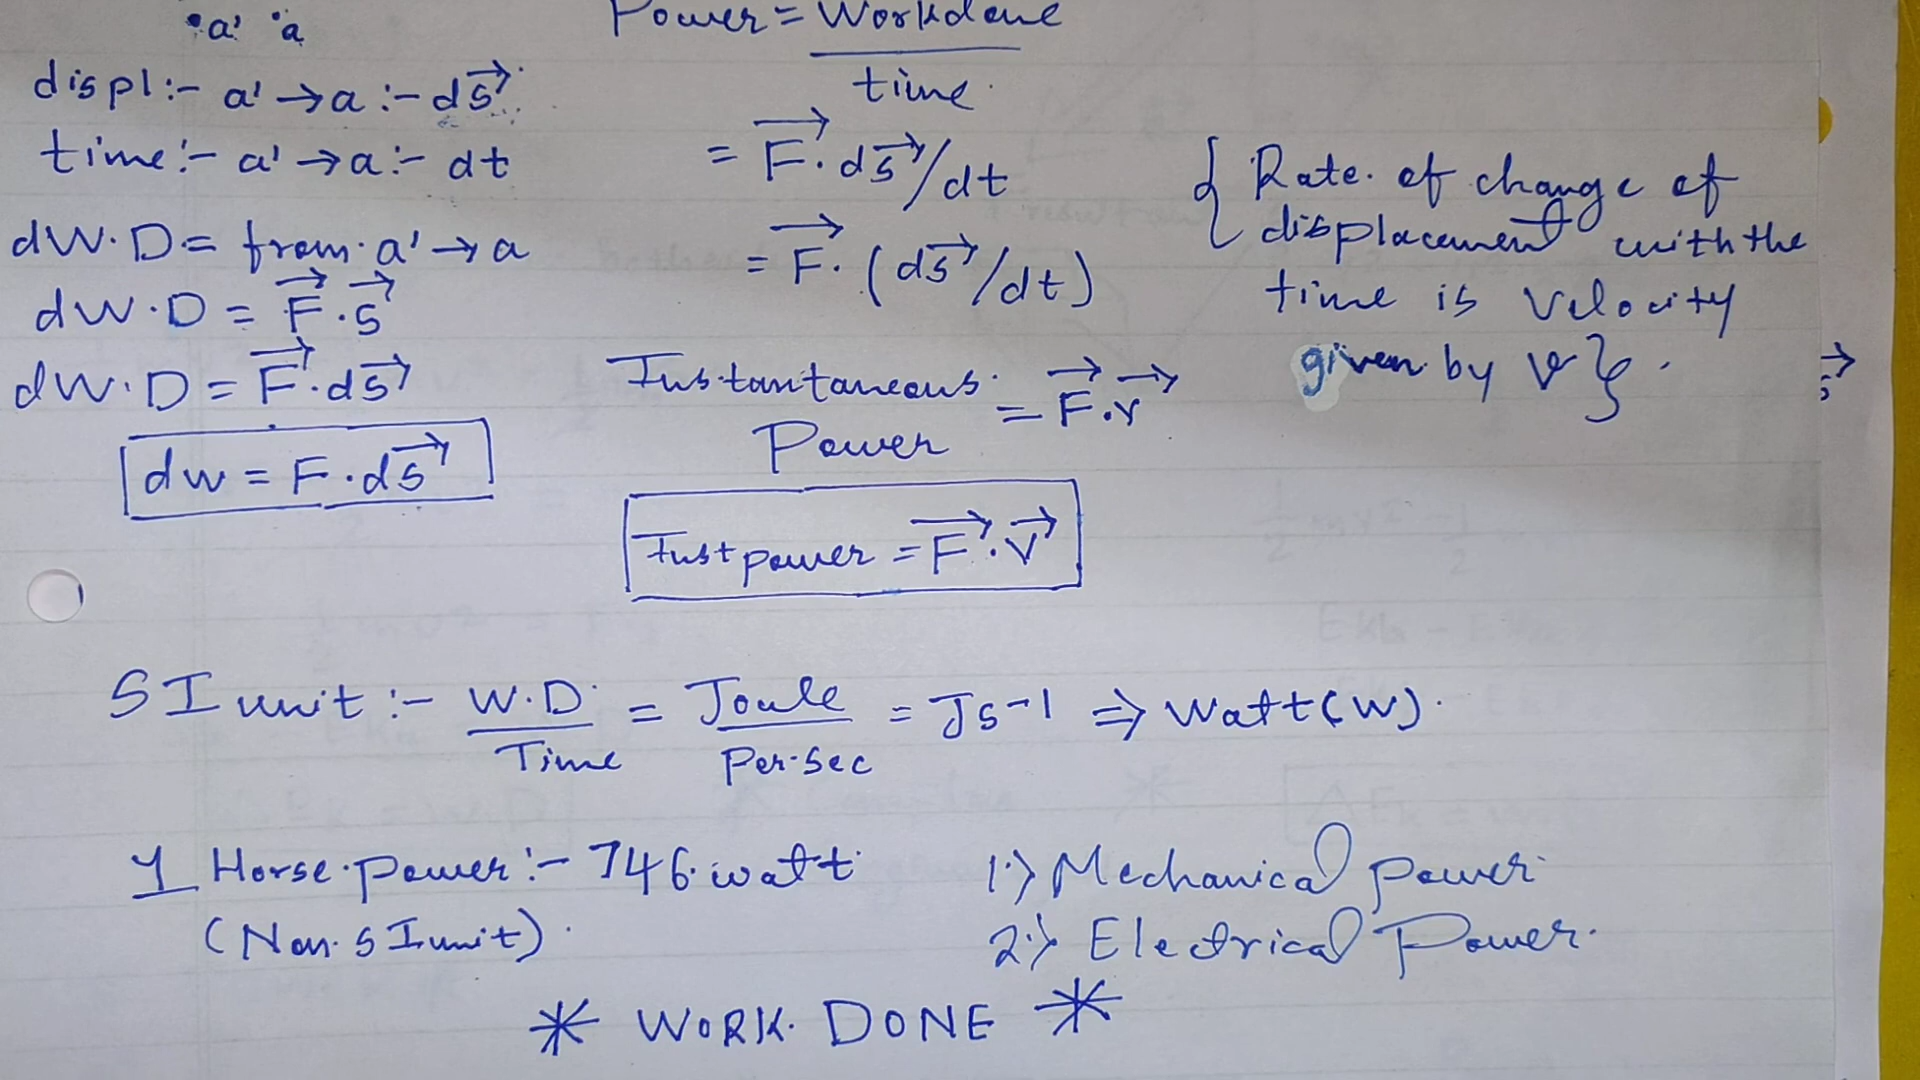 a' a
displ:- a' → a :- ds⃗
time:- a' → a :- dt
dW.D = from a' → a
dW.D = F⃗.s⃗
dW.D = F⃗.ds⃗
dw = F.ds⃗
Power = Workdone
time
= F⃗.ds⃗/dt
= F⃗.(ds⃗/dt)
Instantaneous = F⃗.v⃗
Power
Inst power = F⃗.v⃗
{ Rate of change of
displacement with the
time is velocity
given by v }.
s⃗
SI unit :- W.D / Time = Joule / Per.sec = Js-1 ⇒ Watt(W).
1 Horse.power :- 746 watt
(Non. SI unit).
1.) Mechanical power
2.) Electrical Power.
* WORK DONE *